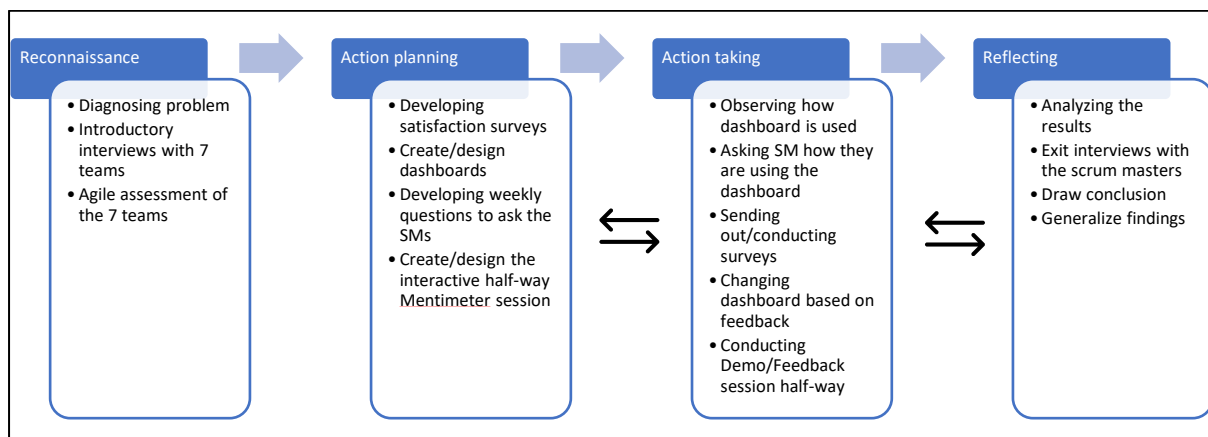 Reconnaissance
• Diagnosing problem
• Introductory
interviews with 7
teams
• Agile assessment of
the 7 teams
Action planning
• Developing
satisfaction surveys
• Create/design
dashboards
• Developing weekly
questions to ask the
SMs
• Create/design the
interactive half-way
Mentimeter session
Action taking
• Observing how
dashboard is used
• Asking SM how they
are using the
dashboard
• Sending
out/conducting
surveys
• Changing
dashboard based on
feedback
• Conducting
Demo/Feedback
session half-way
Reflecting
• Analyzing the
results
• Exit interviews with
the scrum masters
• Draw conclusion
• Generalize findings